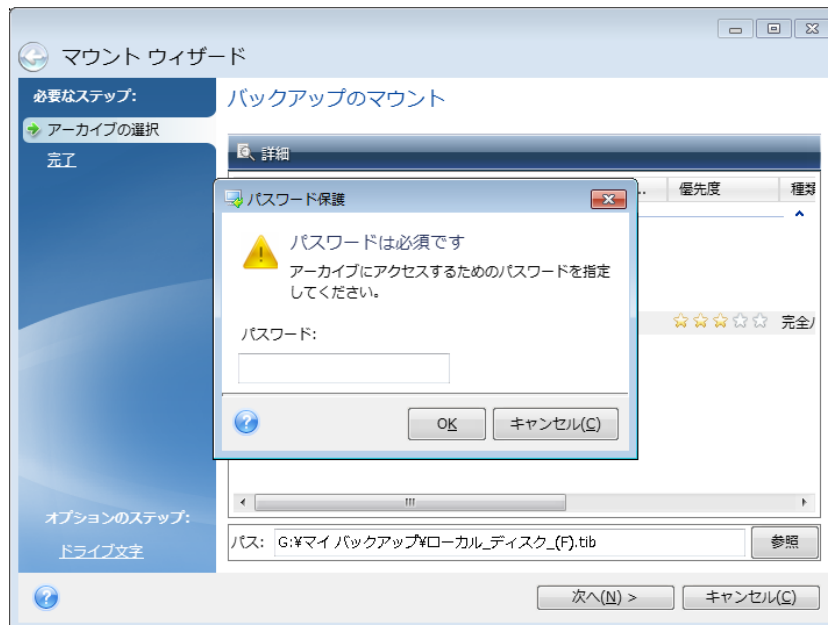 マウント ウィザード
必要なステップ:
アーカイブの選択
完了
オプションのステップ:
ドライブ文字
バックアップのマウント
詳細
.. 優先度 種類
完全バ
パスワード保護
パスワードは必須です
アーカイブにアクセスするためのパスワードを指定
してください。
パスワード:
OK キャンセル(C)
パス: G:¥マイ バックアップ¥ローカル_ディスク_(F).tib 参照
次へ(N) > キャンセル(C)